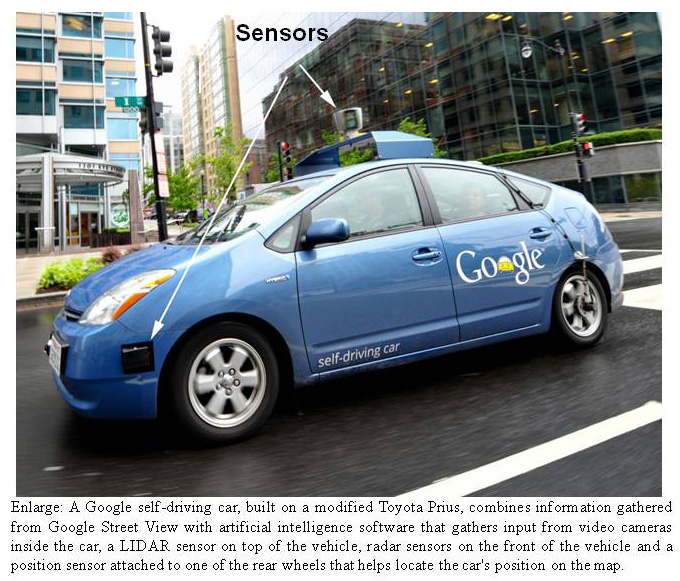 Sensors
1101 K
HYBRID
Google
self-driving car
Enlarge: A Google self-driving car, built on a modified Toyota Prius, combines information gathered
from Google Street View with artificial intelligence software that gathers input from video cameras
inside the car, a LIDAR sensor on top of the vehicle, radar sensors on the front of the vehicle and a
position sensor attached to one of the rear wheels that helps locate the car's position on the map.